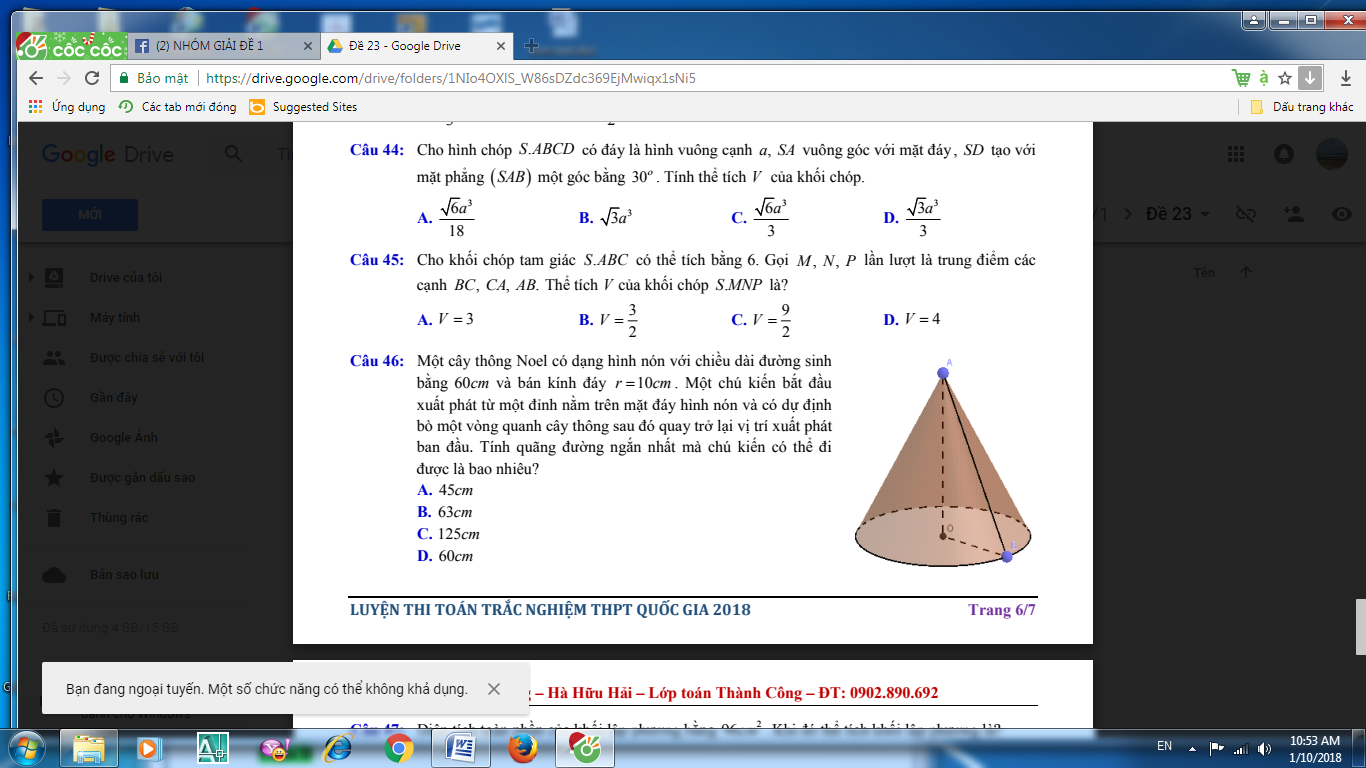 CỐC CỐC
(2) NHÓM GIẢI ĐỀ 1
Đề 23 - Google Drive
Bảo mật
https://drive.google.com/drive/folders/1NIo4OXlS_W86sDZdc369EjMwiqx1sNi5
Ứng dụng
Các tab mới đóng
Suggested Sites
Dấu trang khác
Google Drive
MỚI
Đề 23
Tên
Drive của tôi
Máy tính
Được chia sẻ với tôi
Gần đây
Google Ảnh
Được gắn dấu sao
Thùng rác
Bản sao lưu
Đã sử dụng 4 GB/15 GB
Câu 44: Cho hình chóp S.ABCD có đáy là hình vuông cạnh a, SA vuông góc với mặt đáy, SD tạo với
mặt phẳng (SAB) một góc bằng 30º. Tính thể tích V của khối chóp.
A. √6a³/18 B. √3a³ C. √6a³/3 D. √3a³/3
Câu 45: Cho khối chóp tam giác S.ABC có thể tích bằng 6. Gọi M, N, P lần lượt là trung điểm các
cạnh BC, CA, AB. Thể tích V của khối chóp S.MNP là?
A. V = 3 B. V = 3/2 C. V = 9/2 D. V = 4
Câu 46: Một cây thông Noel có dạng hình nón với chiều dài đường sinh
bằng 60cm và bán kính đáy r = 10cm. Một chú kiến bắt đầu
xuất phát từ một đỉnh nằm trên mặt đáy hình nón và có dự định
bò một vòng quanh cây thông sau đó quay trở lại vị trí xuất phát
ban đầu. Tính quãng đường ngắn nhất mà chú kiến có thể đi
được là bao nhiêu?
A. 45cm
B. 63cm
C. 125cm
D. 60cm
A
O
LUYỆN THI TOÁN TRẮC NGHIỆM THPT QUỐC GIA 2018 Trang 6/7
Bạn đang ngoại tuyến. Một số chức năng có thể không khả dụng.
– Hà Hữu Hải – Lớp toán Thành Công – ĐT: 0902.890.692
EN
10:53 AM
1/10/2018